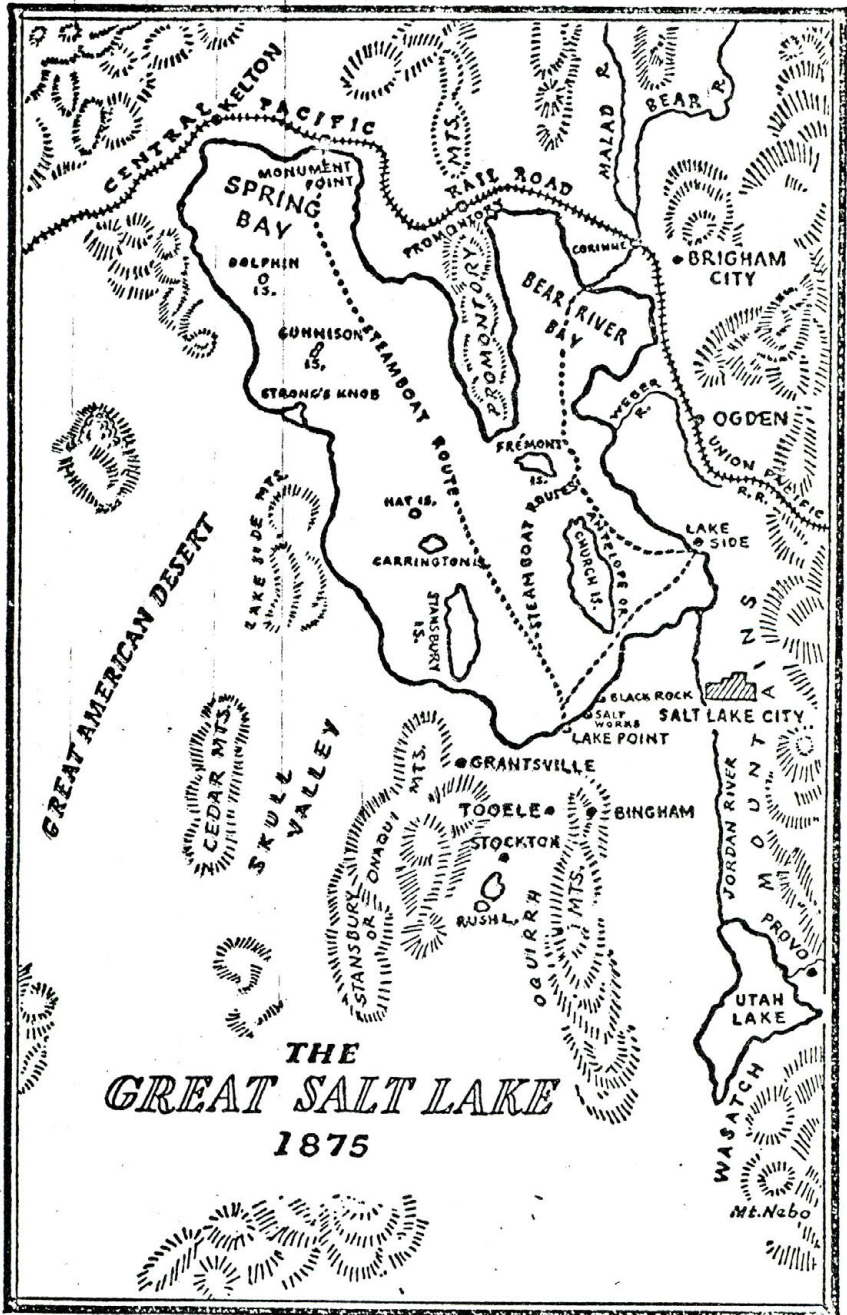 CENTRAL PACIFIC
KELTON
RAIL ROAD
MTS.
MALAD R.
BEAR R.
MONUMENT
POINT
SPRING
BAY
PROMONTORY
CORINNE
BRIGHAM
CITY
DOLPHIN
IS.
PROMONTORY
BEAR RIVER
BAY
GUNNISON
IS.
STEAMBOAT ROUTE
STRONG'S KNOB
WEBER
R.
OGDEN
UNION PACIFIC
R.R.
FREMONT
IS.
HAT IS.
LAKE SIDE MTS.
LAKE
SIDE
STEAMBOAT ROUTES
ANTELOPE OR
CHURCH IS.
CARRINGTON IS.
GREAT AMERICAN DESERT
STANSBURY
IS.
BLACK ROCK
SALT
WORKS
LAKE POINT
SALT LAKE CITY
CEDAR MTS.
SKULL
VALLEY
GRANTSVILLE
TOOELE
BINGHAM
STOCKTON
RUSH L.
STANSBURY
OR
ONAQUI MTS.
OQUIRRH
MTS.
JORDAN RIVER
PROVO
UTAH
LAKE
WASATCH
MOUNTAINS
Mt. Nebo
THE
GREAT SALT LAKE
1875